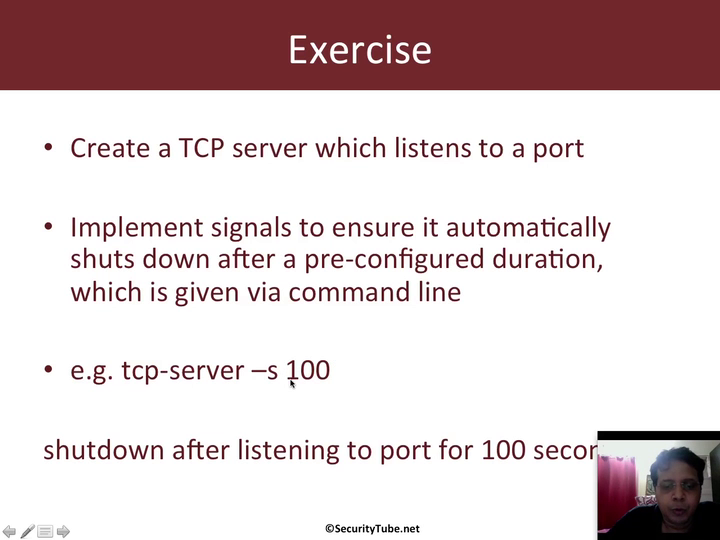 Exercise
• Create a TCP server which listens to a port
• Implement signals to ensure it automatically
shuts down after a pre-configured duration,
which is given via command line
• e.g. tcp-server –s 100
shutdown after listening to port for 100
©SecurityTube.net